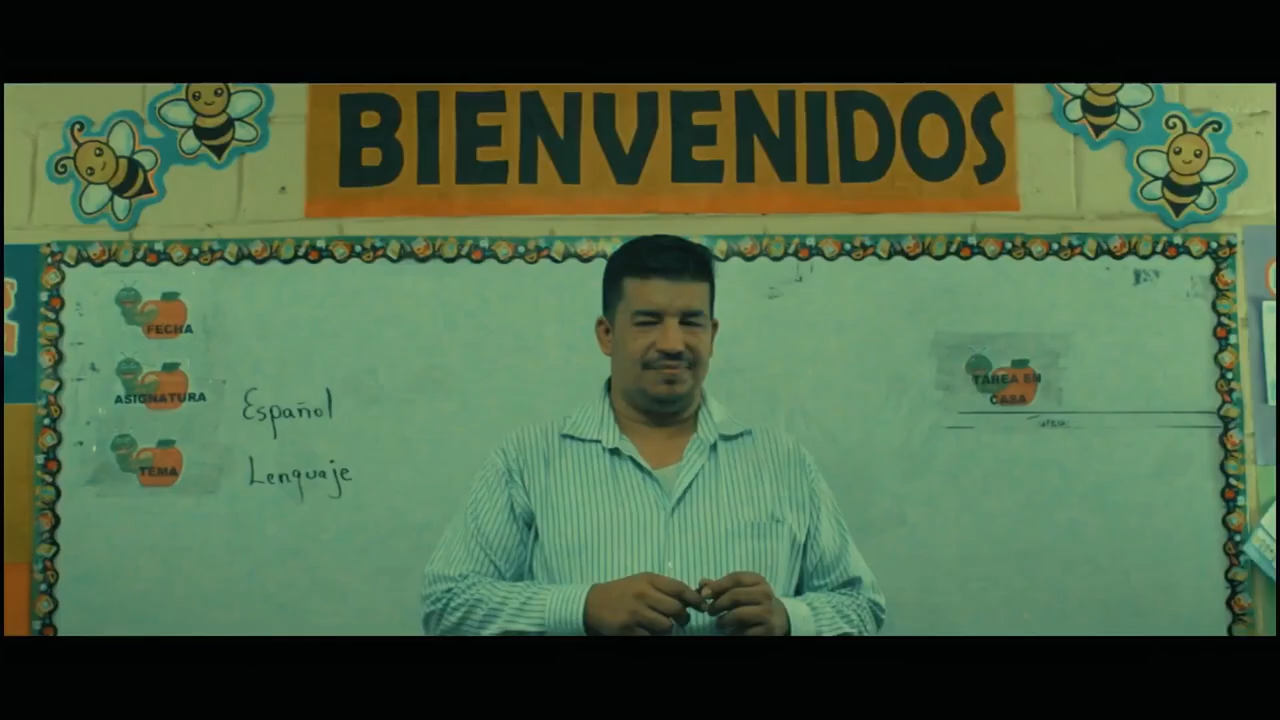 BIENVENIDOS
FECHA
ASIGNATURA Español
TEMA Lenguaje
TAREA EN
CASA